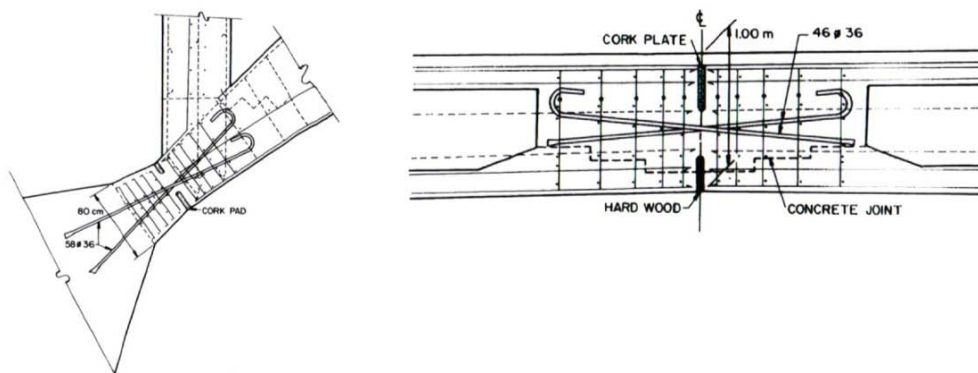 80 cm
58 ø 36
CORK PAD
℄
1.00 m
46 ø 36
CORK PLATE
HARD WOOD
CONCRETE JOINT